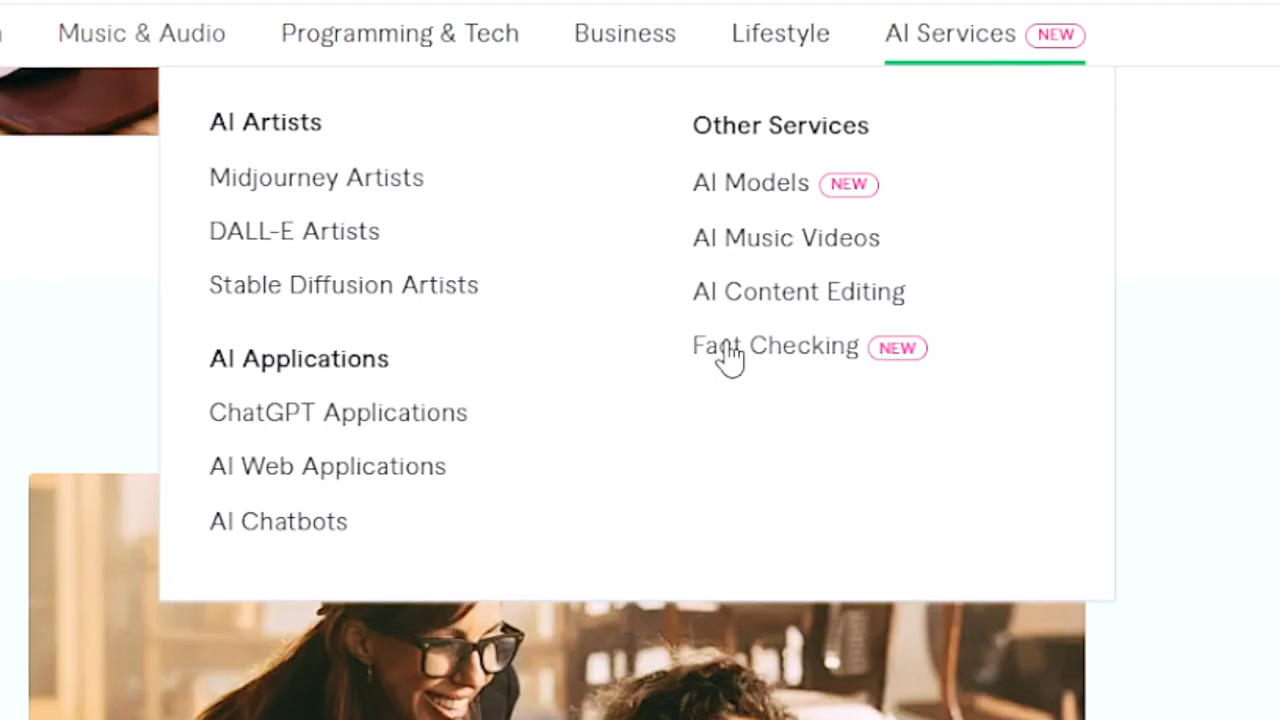 Music & Audio Programming & Tech Business Lifestyle AI Services NEW
AI Artists
Midjourney Artists
DALL-E Artists
Stable Diffusion Artists
AI Applications
ChatGPT Applications
AI Web Applications
AI Chatbots
Other Services
AI Models NEW
AI Music Videos
AI Content Editing
Fact Checking NEW